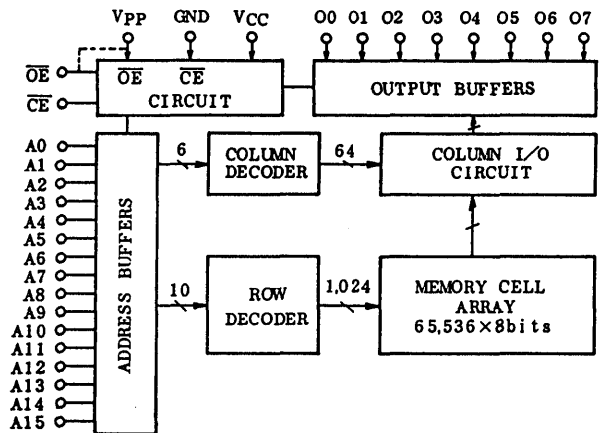 VPP GND VCC O0 O1 O2 O3 O4 O5 O6 O7
OE
CE
OE CE
CIRCUIT
OUTPUT BUFFERS
A0
A1
A2
A3
A4
A5
A6
A7
A8
A9
A10
A11
A12
A13
A14
A15
ADDRESS BUFFERS
6
COLUMN
DECODER
64
COLUMN I/O
CIRCUIT
10
ROW
DECODER
1,024
MEMORY CELL
ARRAY
65,536×8bits